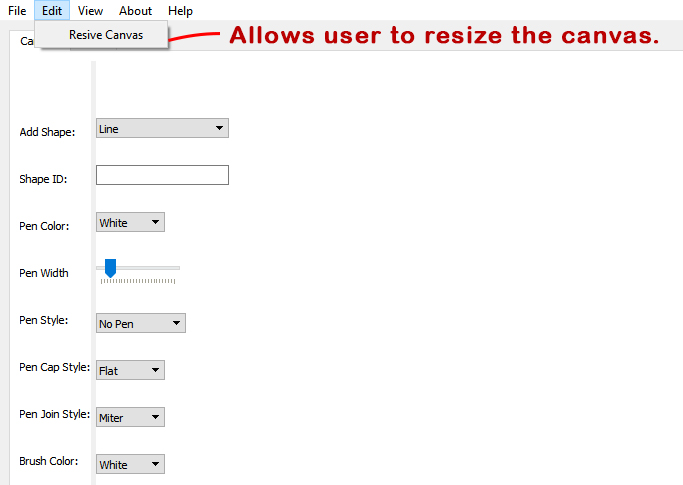 File Edit View About Help
Resive Canvas
Allows user to resize the canvas.
Ca
Add Shape: Line
Shape ID:
Pen Color: White
Pen Width
Pen Style: No Pen
Pen Cap Style: Flat
Pen Join Style: Miter
Brush Color: White